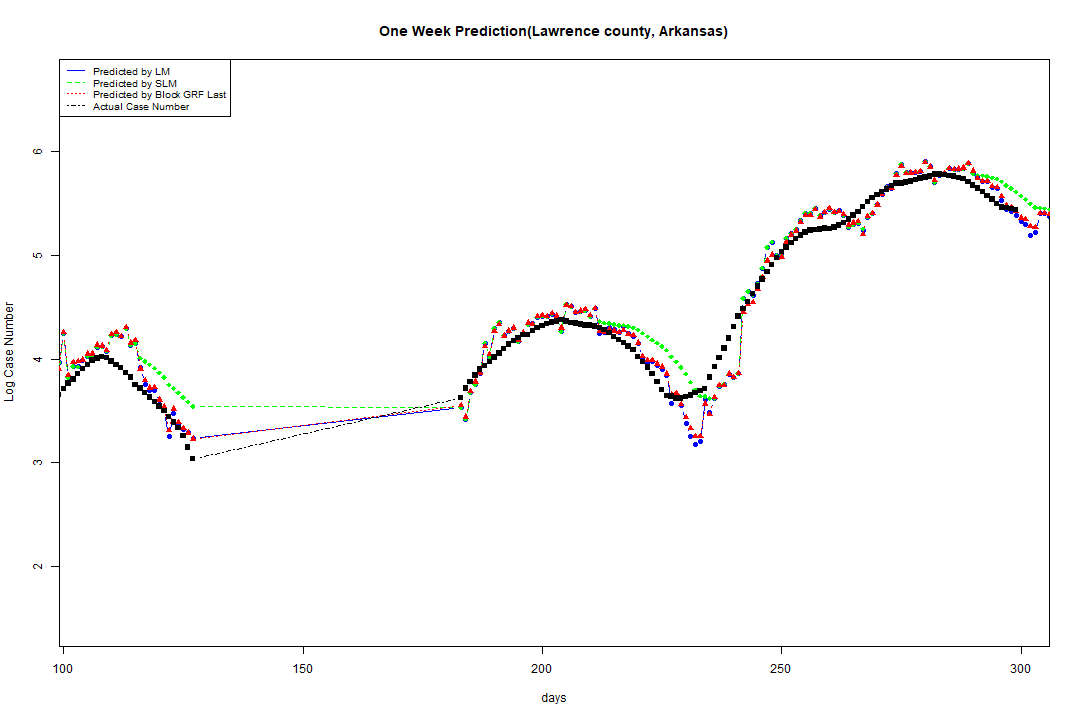 One Week Prediction(Lawrence county, Arkansas)
Predicted by LM
Predicted by SLM
Predicted by Block GRF Last
Actual Case Number
Log Case Number
6
5
4
3
2
100 150 200 250 300
days